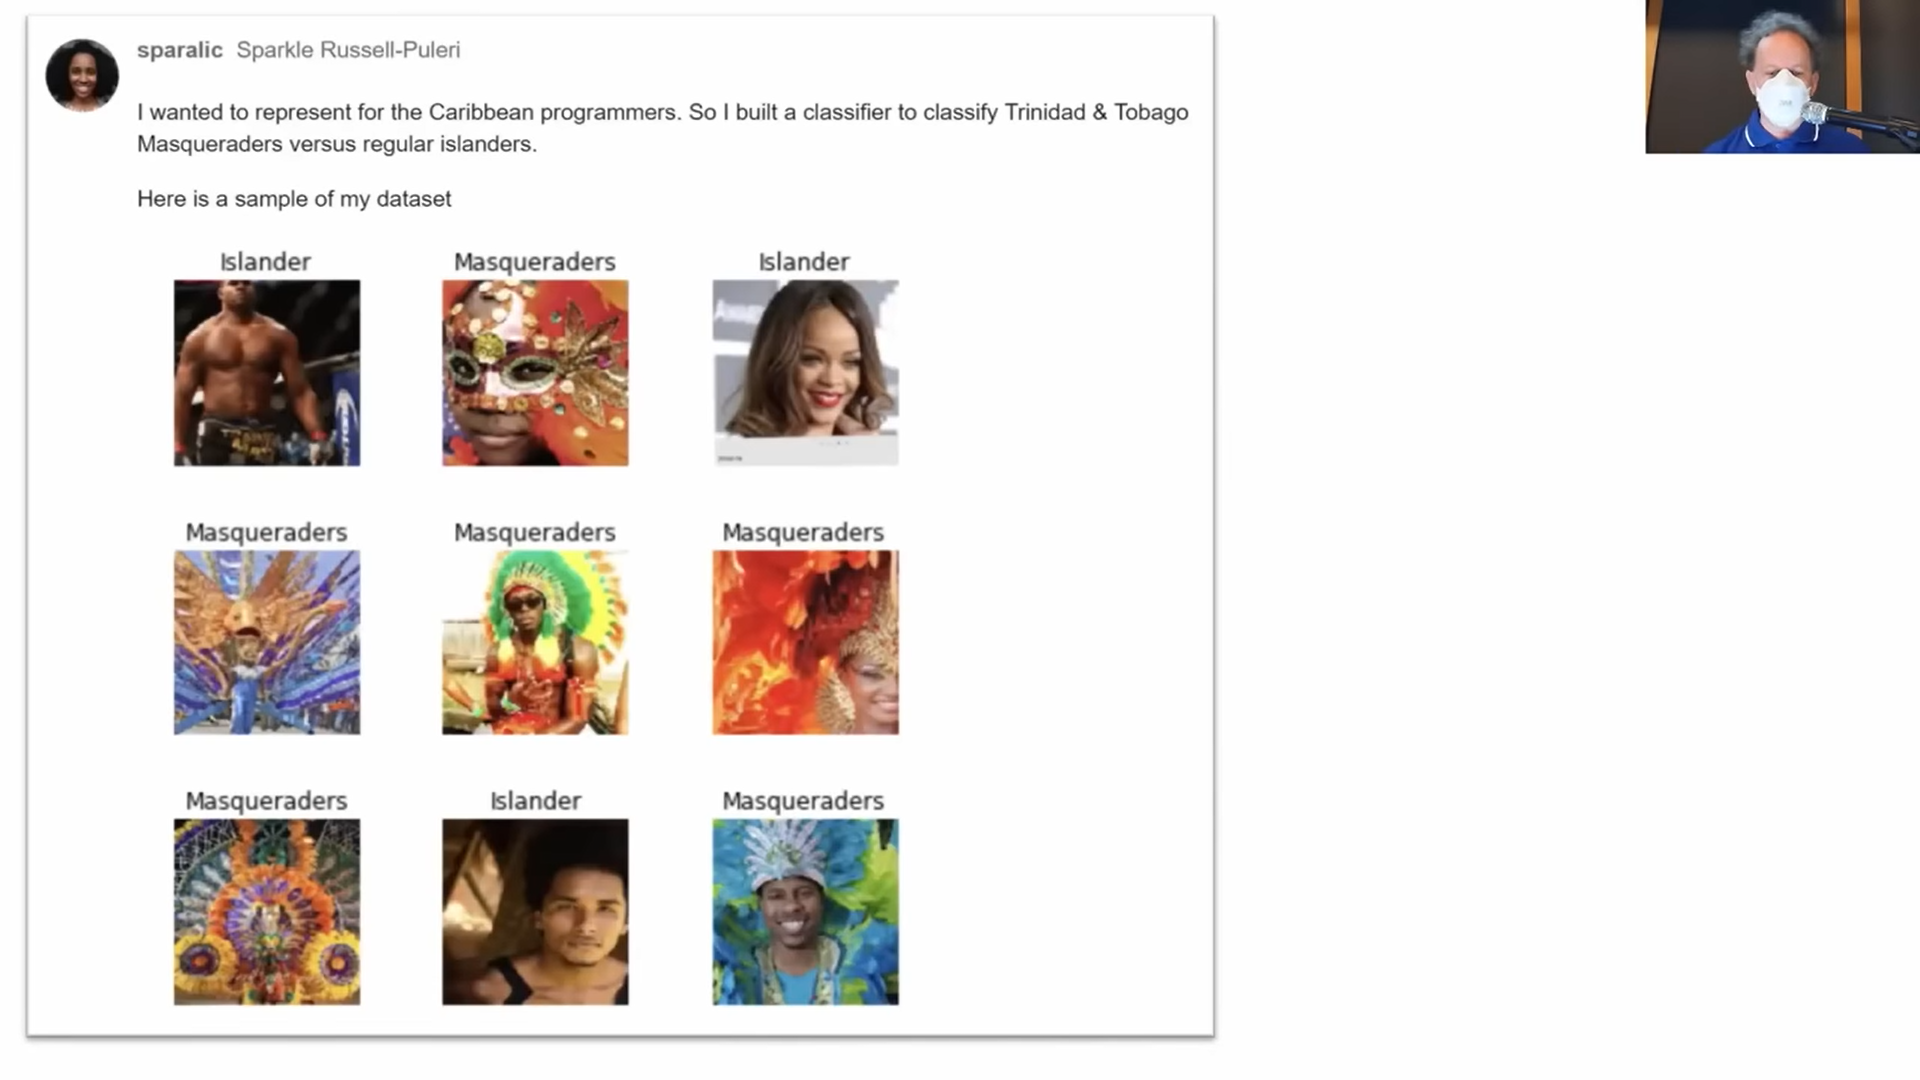 sparalic Sparkle Russell-Puleri
I wanted to represent for the Caribbean programmers. So I built a classifier to classify Trinidad & Tobago
Masqueraders versus regular islanders.
Here is a sample of my dataset
Islander Masqueraders Islander
Masqueraders Masqueraders Masqueraders
Masqueraders Islander Masqueraders